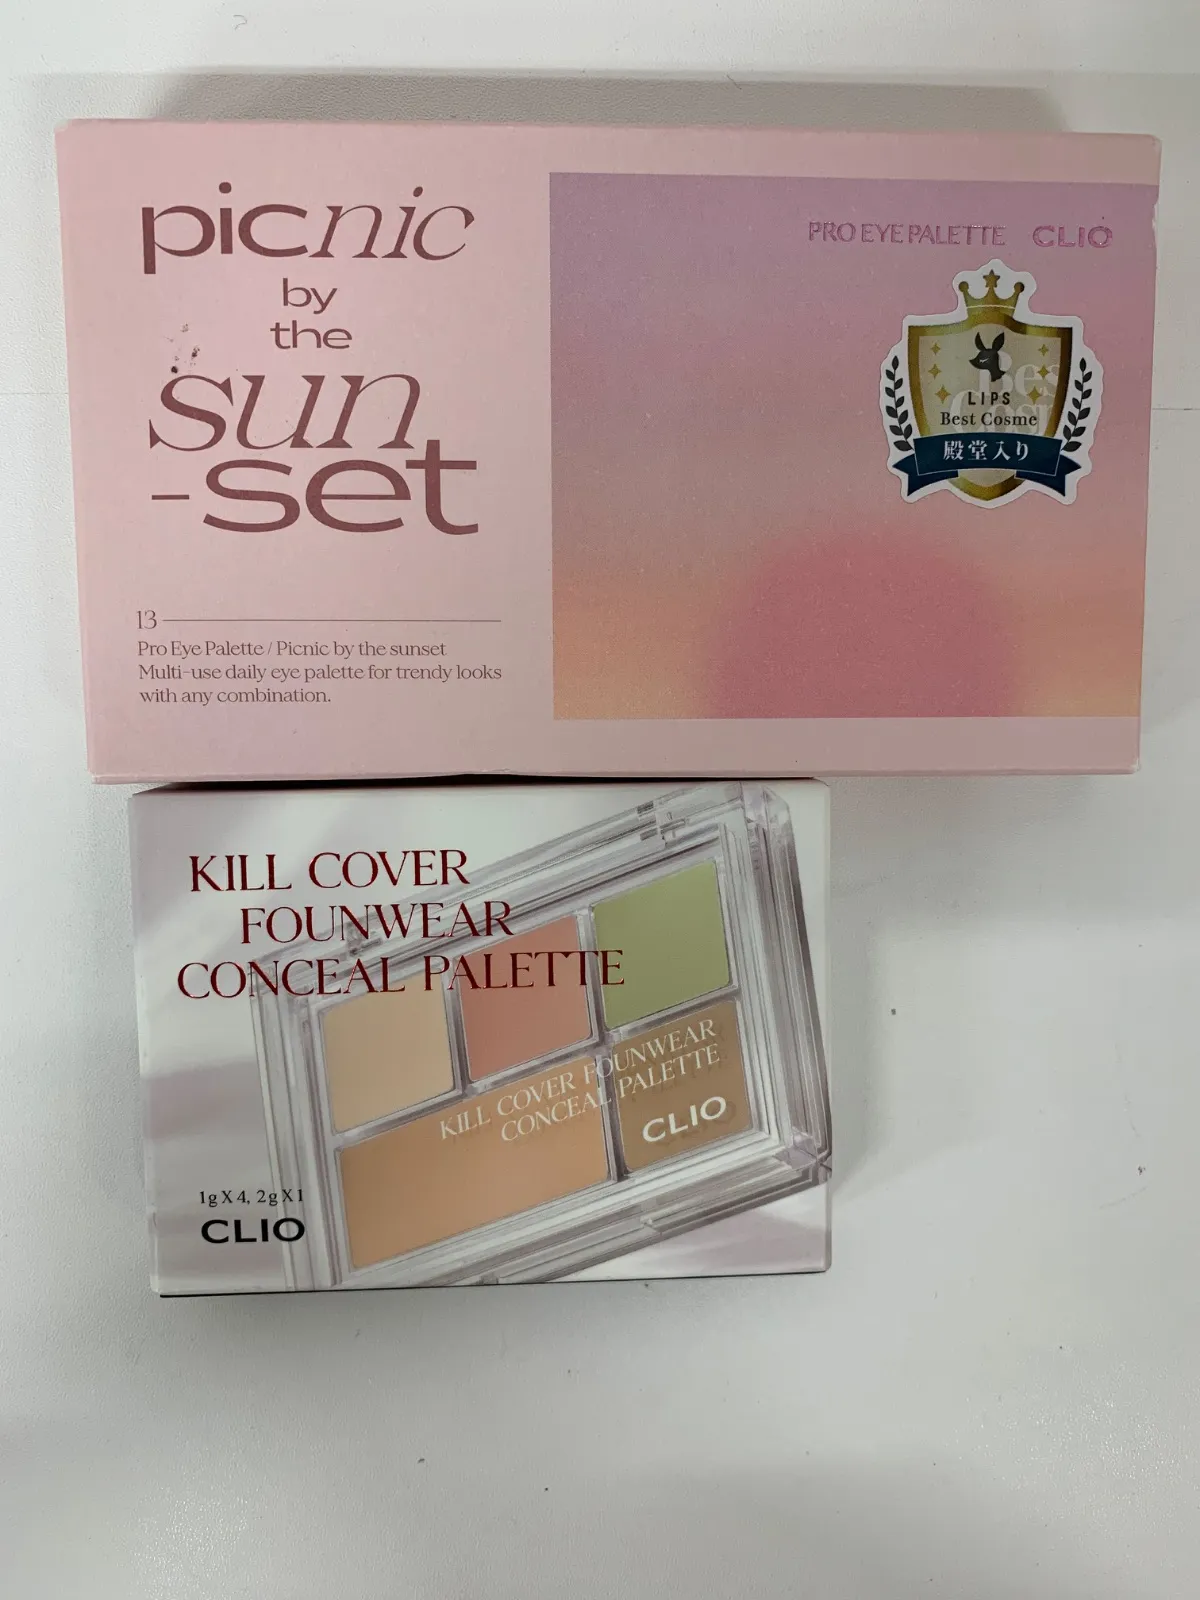 picnic
by
the
sun
-set
13
Pro Eye Palette / Picnic by the sunset
Multi-use daily eye palette for trendy looks
with any combination.
PRO EYE PALETTE CLIO
LIPS
Best Cosme
殿堂入り
KILL COVER
FOUNWEAR
CONCEAL PALETTE
KILL COVER FOUNWEAR
CONCEAL PALETTE
CLIO
1g X 4, 2g X 1
CLIO